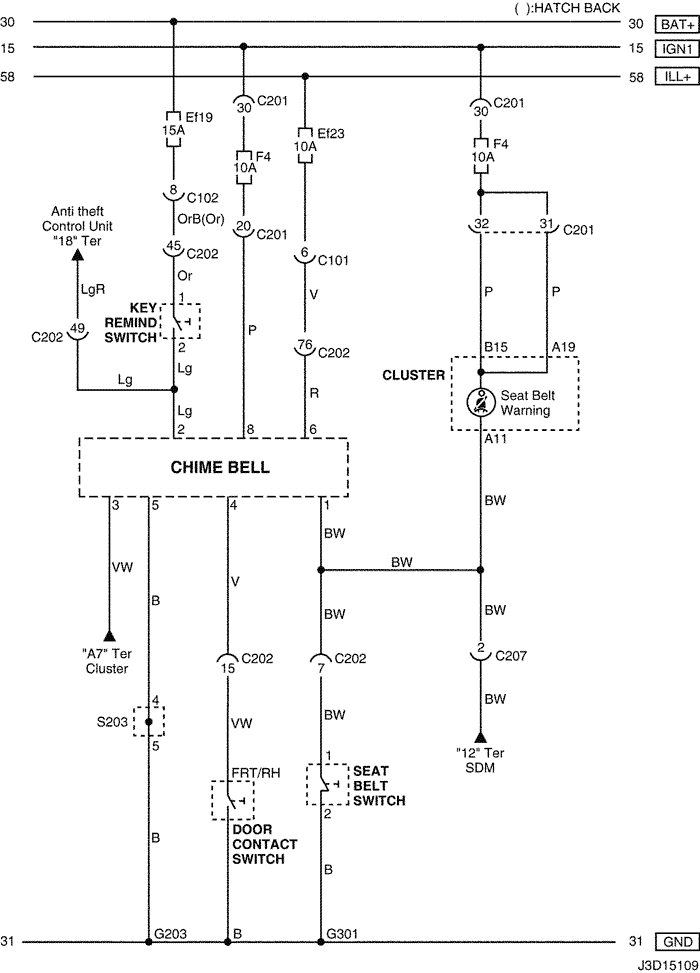 ( ):HATCH BACK
30
30 BAT+
15
15 IGN1
58
58 ILL+
30 C201
30 C201
Ef19
15A
Ef23
10A
F4
10A
F4
10A
8 C102
OrB(Or)
Anti theft
Control Unit
"18" Ter
20 C201
32
31 C201
45 C202
6 C101
Or
LgR
V
P
P
1
KEY
REMIND
SWITCH
49
C202
P
2
76 C202
B15
A19
Lg
Lg
R
CLUSTER
Seat Belt
Warning
Lg
2
8
6
A11
CHIME BELL
3
5
4
1
BW
BW
BW
VW
V
B
BW
BW
"A7" Ter
Cluster
15 C202
7 C202
2 C207
4
S203
5
VW
BW
BW
"12" Ter
SDM
FRT/RH
1
SEAT
BELT
SWITCH
2
DOOR
CONTACT
SWITCH
B
B
31
G203
B
G301
31 GND
J3D15109